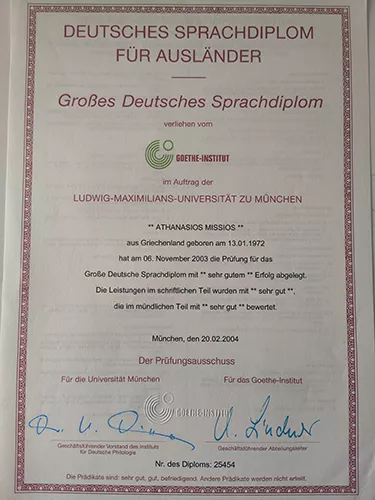 DEUTSCHES SPRACHDIPLOM
FÜR AUSLÄNDER
Großes Deutsches Sprachdiplom
verliehen vom
GOETHE-INSTITUT
im Auftrag der
LUDWIG-MAXIMILIANS-UNIVERSITÄT ZU MÜNCHEN
** ATHANASIOS MISSIOS **
aus Griechenland geboren am 13.01.1972
hat am 06. November 2003 die Prüfung für das
Große Deutsche Sprachdiplom mit ** sehr gutem ** Erfolg abgelegt.
Die Leistungen im schriftlichen Teil wurden mit ** sehr gut **,
die im mündlichen Teil mit ** sehr gut ** bewertet.
München, den 20.02.2004
Der Prüfungsausschuss
Für die Universität München Für das Goethe-Institut
GOETHE-INSTITUT
Geschäftsführender Vorstand des Instituts Geschäftsführender Abteilungsleiter
für Deutsche Philologie
Nr. des Diploms: 25454
Die Prädikate sind: sehr gut, gut, befriedigend. Andere Prädikate werden nicht erteilt.